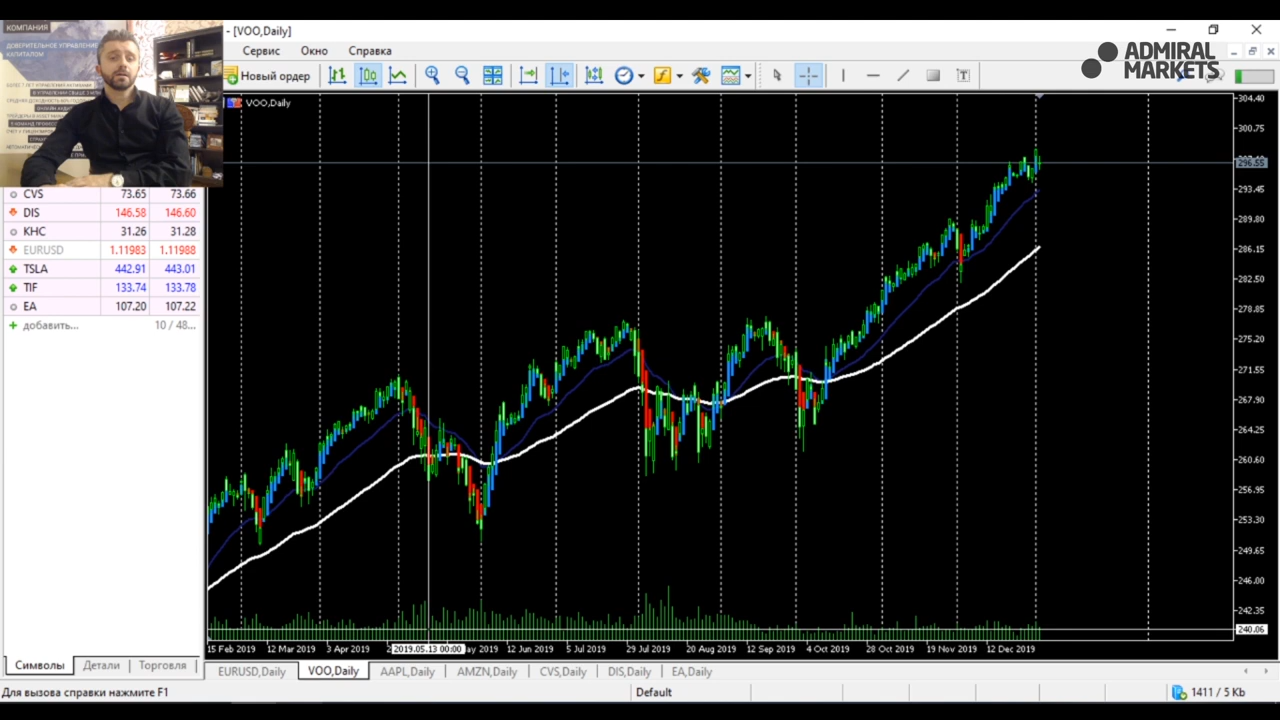 КОМПАНИЯ
ДОВЕРИТЕЛЬНОЕ УПРАВЛЕНИЕ
КАПИТАЛОМ
- [VOO,Daily]
Сервис Окно Справка
ADMIRAL
MARKETS
Новый ордер
T
VOO,Daily
CVS 73.65 73.66
DIS 146.58 146.60
KHC 31.26 31.28
EURUSD 1.11983 1.11988
TSLA 442.91 443.01
TIF 133.74 133.78
EA 107.20 107.22
добавить... 10 / 48...
304.40
300.75
296.55
293.45
289.80
286.15
282.50
278.85
275.20
271.55
267.90
264.25
260.60
256.95
253.30
249.65
246.00
242.35
240.06
15 Feb 2019 12 Mar 2019 3 Apr 2019 2019.05.13 00:00 ay 2019 12 Jun 2019 5 Jul 2019 29 Jul 2019 20 Aug 2019 12 Sep 2019 4 Oct 2019 28 Oct 2019 19 Nov 2019 12 Dec 2019
Символы Детали Торговля
EURUSD,Daily VOO,Daily AAPL,Daily AMZN,Daily CVS,Daily DIS,Daily EA,Daily
Для вызова справки нажмите F1 Default 1411 / 5 Kb